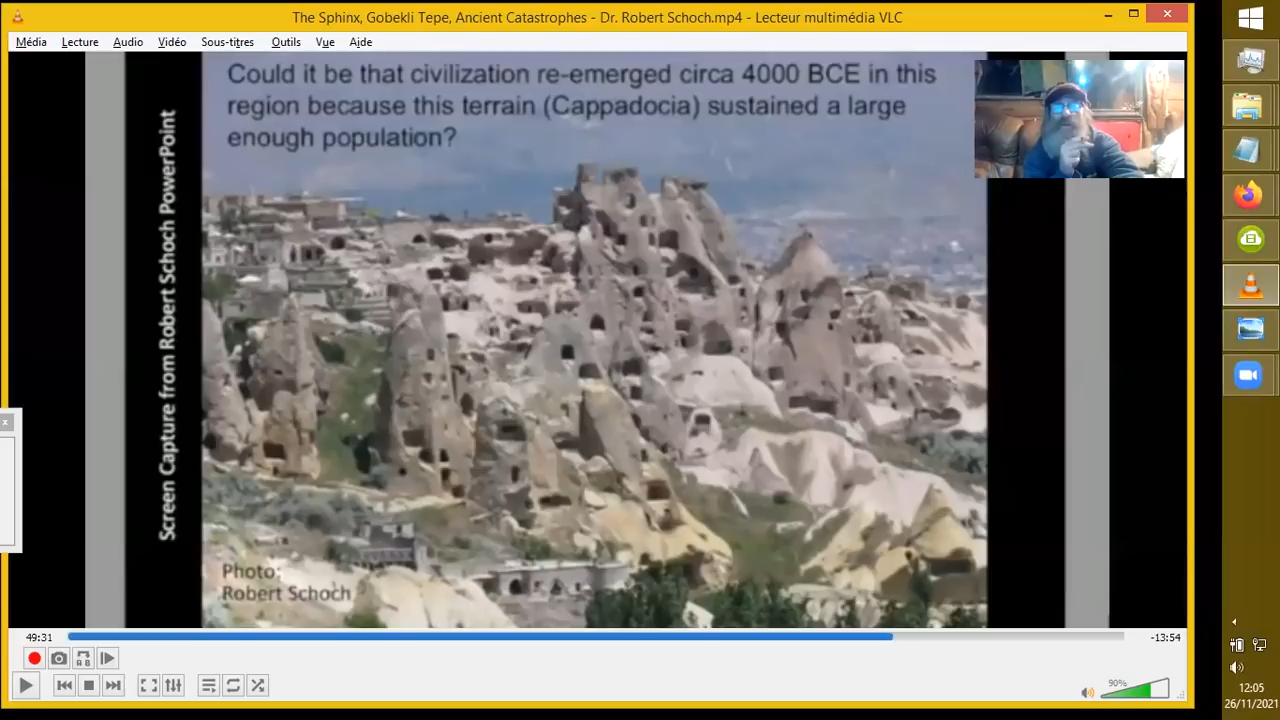 The Sphinx, Gobekli Tepe, Ancient Catastrophes - Dr. Robert Schoch.mp4 - Lecteur multimédia VLC
Média Lecture Audio Vidéo Sous-titres Outils Vue Aide
Could it be that civilization re-emerged circa 4000 BCE in this
region because this terrain (Cappadocia) sustained a large
enough population?
Screen Capture from Robert Schoch PowerPoint
Photo:
Robert Schoch
49:31
-13:54
90%
12:05
26/11/2021